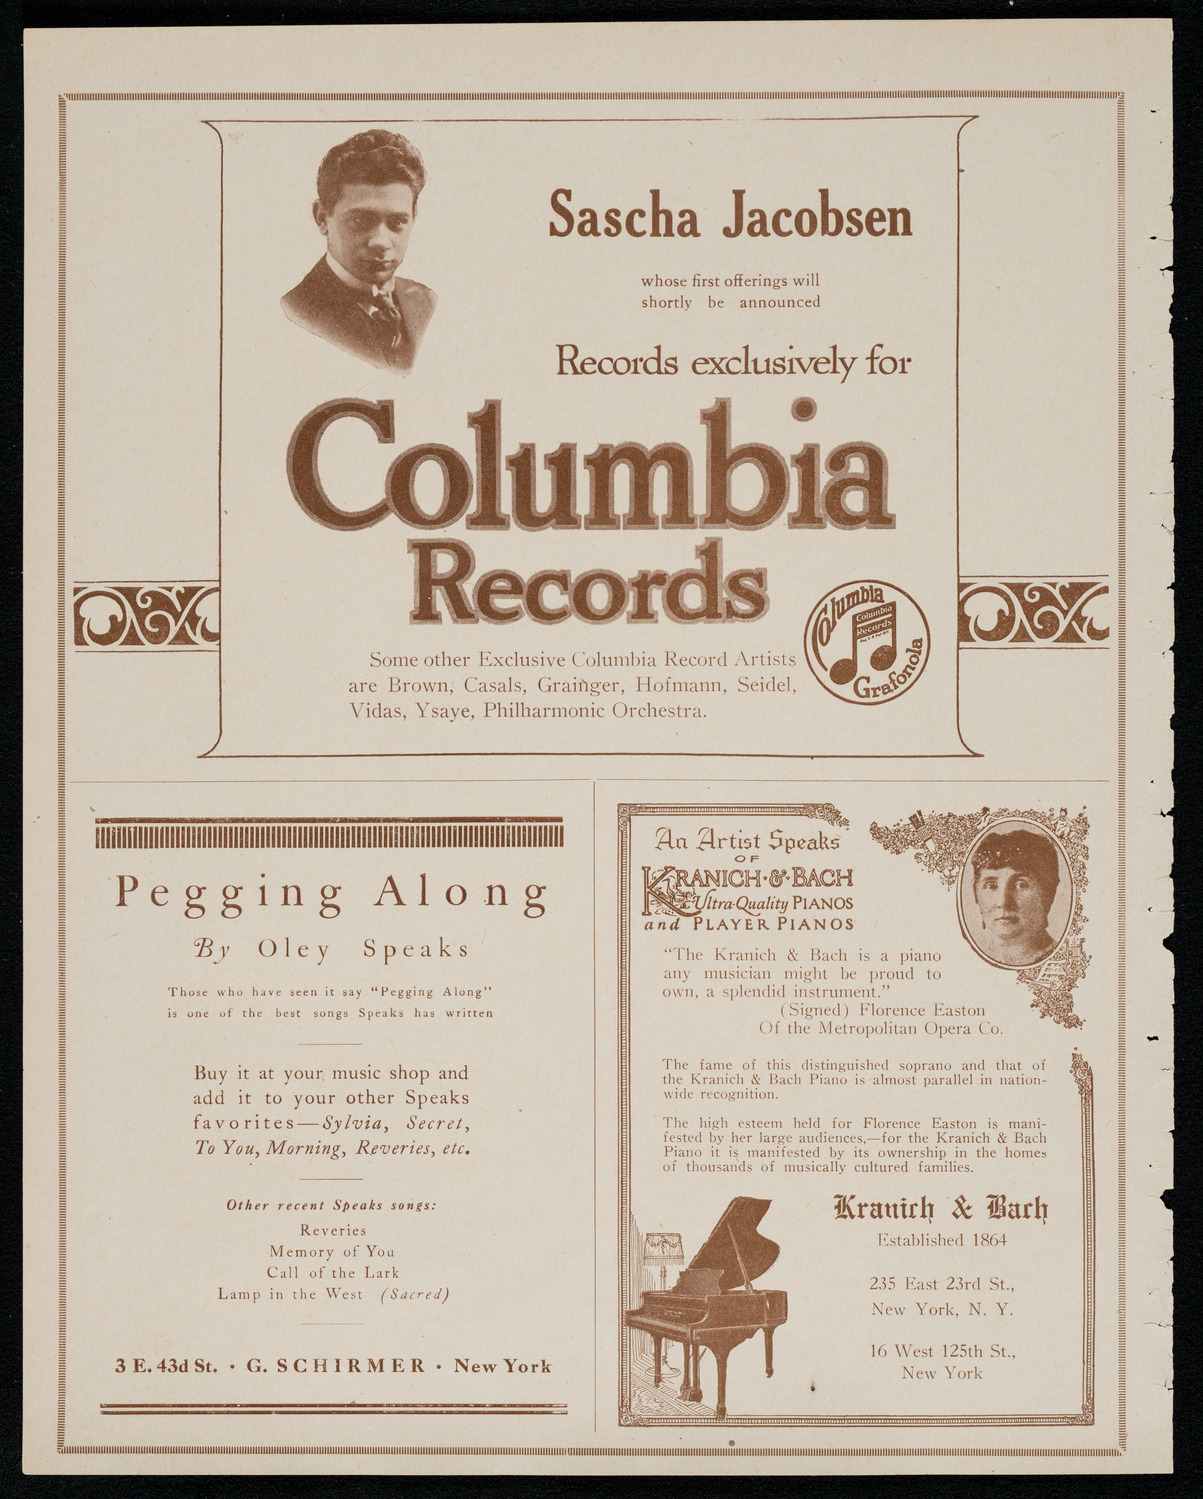 Sascha Jacobsen
whose first offerings will
shortly be announced
Records exclusively for
Columbia
Records
Some other Exclusive Columbia Record Artists
are Brown, Casals, Grainger, Hofmann, Seidel,
Vidas, Ysaye, Philharmonic Orchestra.
Columbia
Columbia
Records
Grafonola
Pegging Along
By Oley Speaks
Those who have seen it say "Pegging Along"
is one of the best songs Speaks has written
Buy it at your music shop and
add it to your other Speaks
favorites—Sylvia, Secret,
To You, Morning, Reveries, etc.
Other recent Speaks songs:
Reveries
Memory of You
Call of the Lark
Lamp in the West (Sacred)
3 E. 43d St. · G. SCHIRMER · New York
An Artist Speaks
OF
KRANICH·&·BACH
Ultra-Quality PIANOS
and PLAYER PIANOS
"The Kranich & Bach is a piano
any musician might be proud to
own, a splendid instrument."
(Signed) Florence Easton
Of the Metropolitan Opera Co.
The fame of this distinguished soprano and that of
the Kranich & Bach Piano is almost parallel in nation-
wide recognition.
The high esteem held for Florence Easton is mani-
fested by her large audiences,—for the Kranich & Bach
Piano it is manifested by its ownership in the homes
of thousands of musically cultured families.
Kranich & Bach
Established 1864
235 East 23rd St.,
New York, N. Y.
16 West 125th St.,
New York